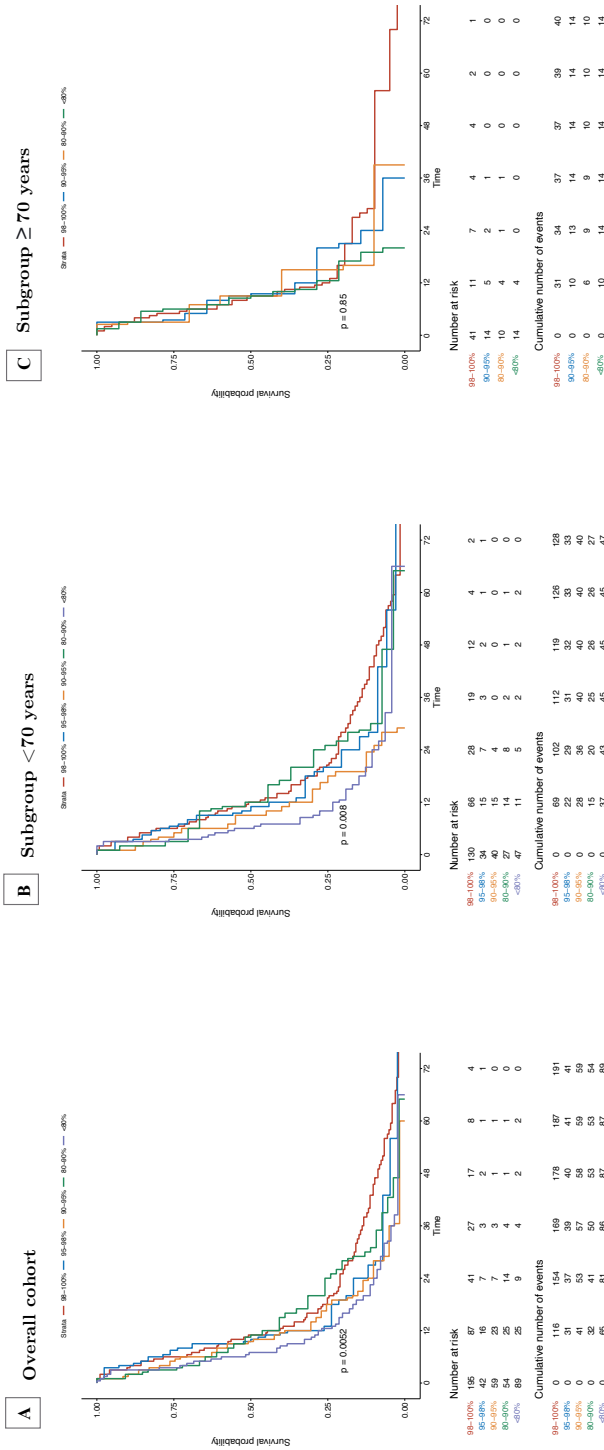 A Overall cohort
Strata 98−100% 95−98% 90−95% 80−90% <80%
1.00
0.75
0.50
0.25
0.00
Survival probability
p = 0.0052
0 12 24 36 48 60 72
Time
Number at risk
98−100% 195 87 41 27 17 8 4
95−98% 42 16 7 3 2 1 1
90−95% 59 23 7 3 1 1 0
80−90% 54 25 14 4 1 1 0
<80% 89 25 9 4 2 2 0
Cumulative number of events
98−100% 0 116 154 169 178 187 191
95−98% 0 31 37 39 40 41 41
90−95% 0 41 53 57 58 59 59
80−90% 0 32 41 50 53 53 54
<80% 0 65 81 86 87 87 89
B Subgroup <70 years
Strata 98−100% 95−98% 90−95% 80−90% <80%
1.00
0.75
0.50
0.25
0.00
Survival probability
p = 0.008
0 12 24 36 48 60 72
Time
Number at risk
98−100% 130 66 28 19 12 4 2
95−98% 34 15 7 3 2 1 1
90−95% 40 15 4 0 0 0 0
80−90% 27 14 8 2 1 1 0
<80% 47 11 5 2 2 2 0
Cumulative number of events
98−100% 0 69 102 112 119 126 128
95−98% 0 22 29 31 32 33 33
90−95% 0 28 36 40 40 40 40
80−90% 0 15 20 25 26 26 27
<80% 0 37 43 45 45 45 47
C Subgroup ≥ 70 years
Strata 98−100% 90−95% 80−90% <80%
1.00
0.75
0.50
0.25
0.00
Survival probability
p = 0.85
0 12 24 36 48 60 72
Time
Number at risk
98−100% 41 11 7 4 4 2 1
90−95% 14 5 2 1 0 0 0
80−90% 10 4 1 1 0 0 0
<80% 14 4 0 0 0 0 0
Cumulative number of events
98−100% 0 31 34 37 37 39 40
90−95% 0 10 13 14 14 14 14
80−90% 0 6 9 9 10 10 10
<80% 0 10 14 14 14 14 14